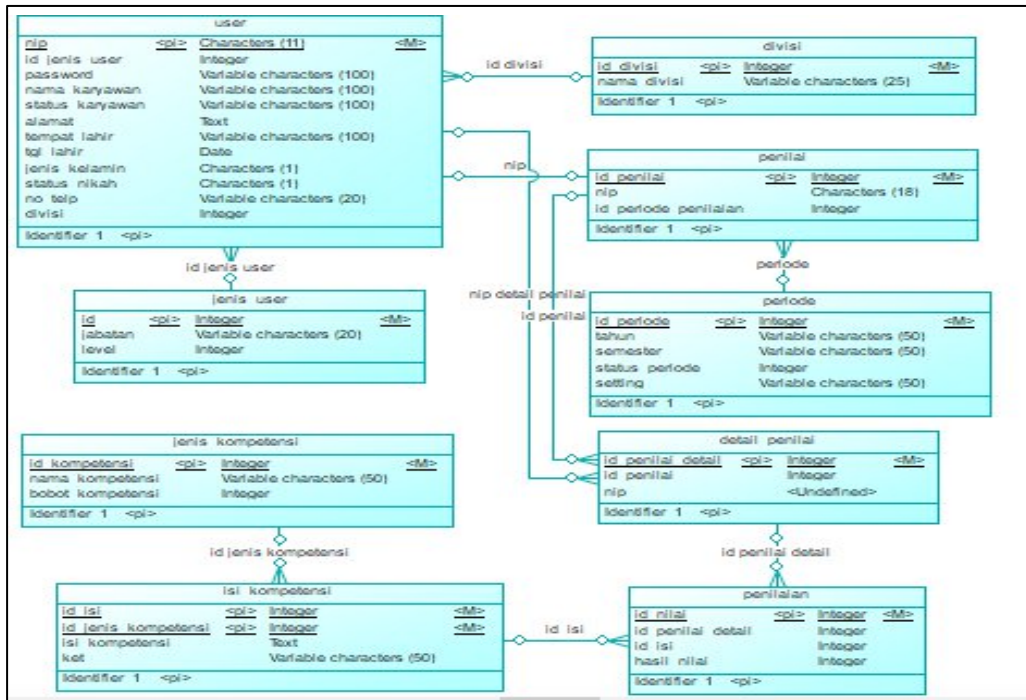 user
nip <pi> Characters (11) <M>
id jenis user Integer
password Variable characters (100)
nama karyawan Variable characters (100)
status karyawan Variable characters (100)
alamat Text
tempat lahir Variable characters (100)
tgl lahir Date
jenis kelamin Characters (1)
status nikah Characters (1)
no telp Variable characters (20)
divisi Integer
Identifier 1 <pi>
id divisi
divisi
id divisi <pi> Integer <M>
nama divisi Variable characters (25)
Identifier 1 <pi>
nip
penilai
id penilai <pi> Integer <M>
nip Characters (18)
id periode penilaian Integer
Identifier 1 <pi>
id jenis user
periode
jenis user
id <pi> Integer <M>
jabatan Variable characters (20)
level Integer
Identifier 1 <pi>
nip detail penilai
id penilai
periode
id periode <pi> Integer <M>
tahun Variable characters (50)
semester Variable characters (50)
status periode Integer
setting Variable characters (50)
Identifier 1 <pi>
jenis kompetensi
id kompetensi <pi> Integer <M>
nama kompetensi Variable characters (50)
bobot kompetensi Integer
Identifier 1 <pi>
detail penilai
id penilai detail <pi> Integer <M>
id penilai Integer
nip <Undefined>
Identifier 1 <pi>
id jenis kompetensi
id penilai detail
isi kompetensi
id isi <pi> Integer <M>
id jenis kompetensi <pi> Integer <M>
isi kompetensi Text
ket Variable characters (50)
Identifier 1 <pi>
id isi
penilaian
id nilai <pi> Integer <M>
id penilai detail Integer
id isi Integer
hasil nilai Integer
Identifier 1 <pi>